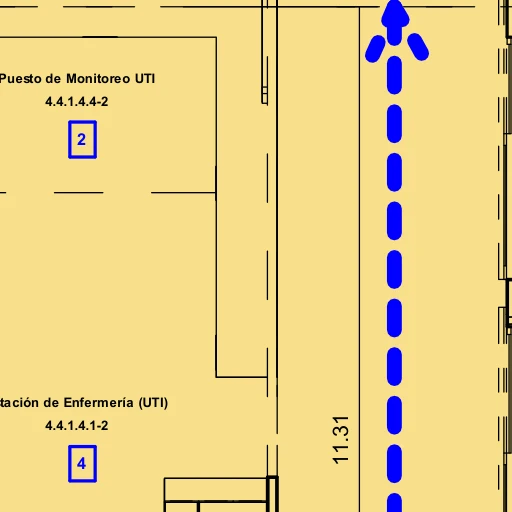 Puesto de Monitoreo UTI
4.4.1.4.4-2
2
tación de Enfermería (UTI)
4.4.1.4.1-2
4
11.31